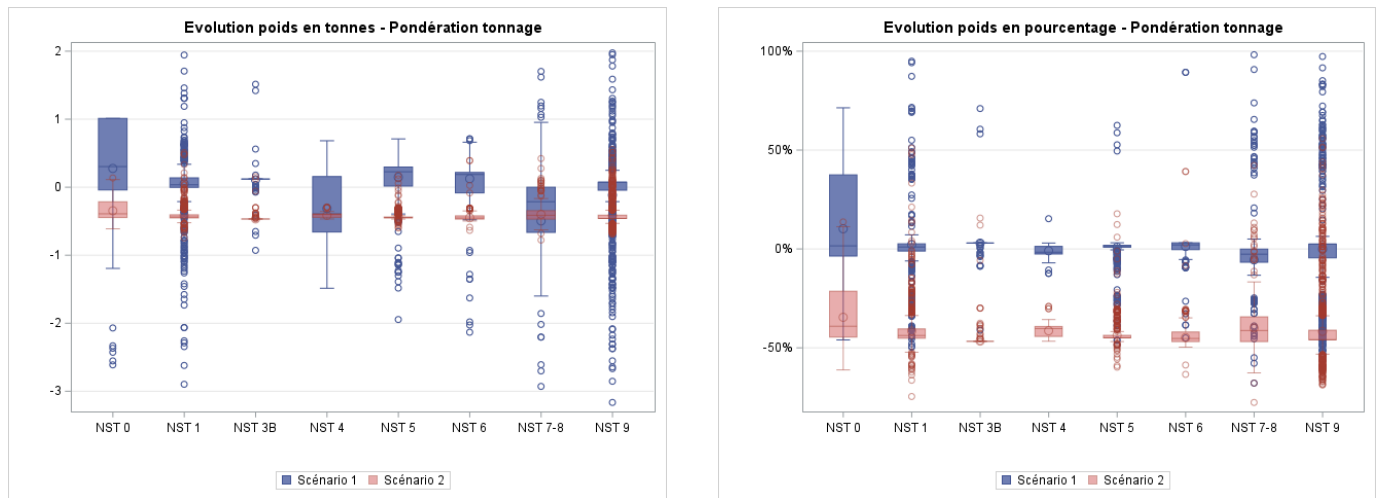 Evolution poids en tonnes - Pondération tonnage
2
1
0
-1
-2
-3
NST 0 NST 1 NST 3B NST 4 NST 5 NST 6 NST 7-8 NST 9
Scénario 1 Scénario 2
Evolution poids en pourcentage - Pondération tonnage
100%
50%
0%
-50%
NST 0 NST 1 NST 3B NST 4 NST 5 NST 6 NST 7-8 NST 9
Scénario 1 Scénario 2